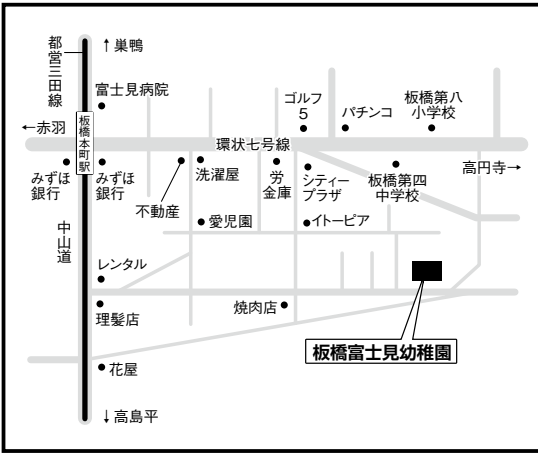 都営三田線
↑巣鴨
富士見病院
板橋本町駅
←赤羽
ゴルフ
5
パチンコ
板橋第八
小学校
環状七号線
高円寺→
みずほ
銀行
みずほ
銀行
不動産
洗濯屋
労
金庫
シティー
プラザ
板橋第四
中学校
中山道
愛児園
イトーピア
レンタル
理髪店
焼肉店
板橋富士見幼稚園
花屋
↓高島平